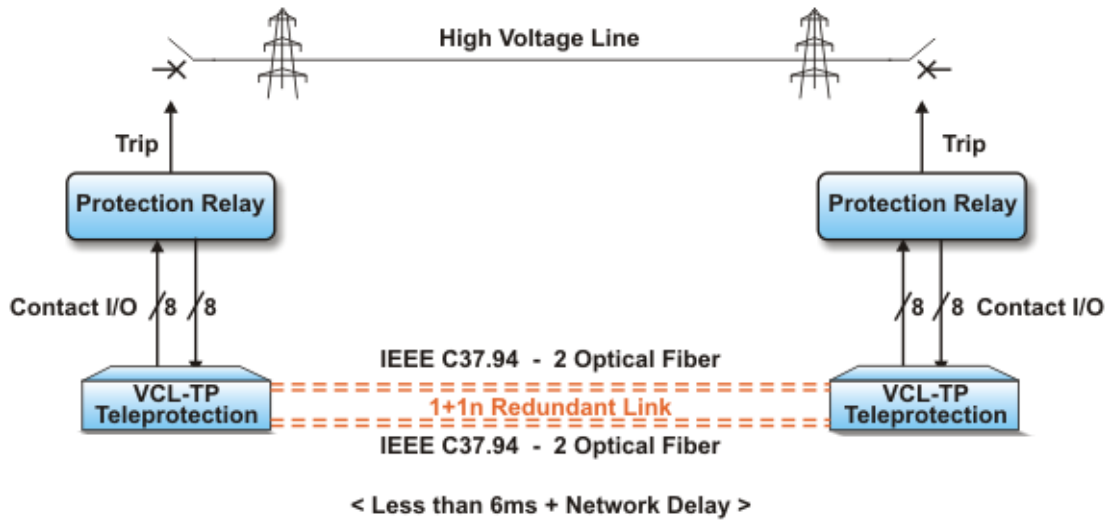 High Voltage Line
Trip
Trip
Protection Relay
Protection Relay
Contact I/O
8
8
8
8
Contact I/O
IEEE C37.94 - 2 Optical Fiber
VCL-TP
Teleprotection
1+1n Redundant Link
VCL-TP
Teleprotection
IEEE C37.94 - 2 Optical Fiber
< Less than 6ms + Network Delay >